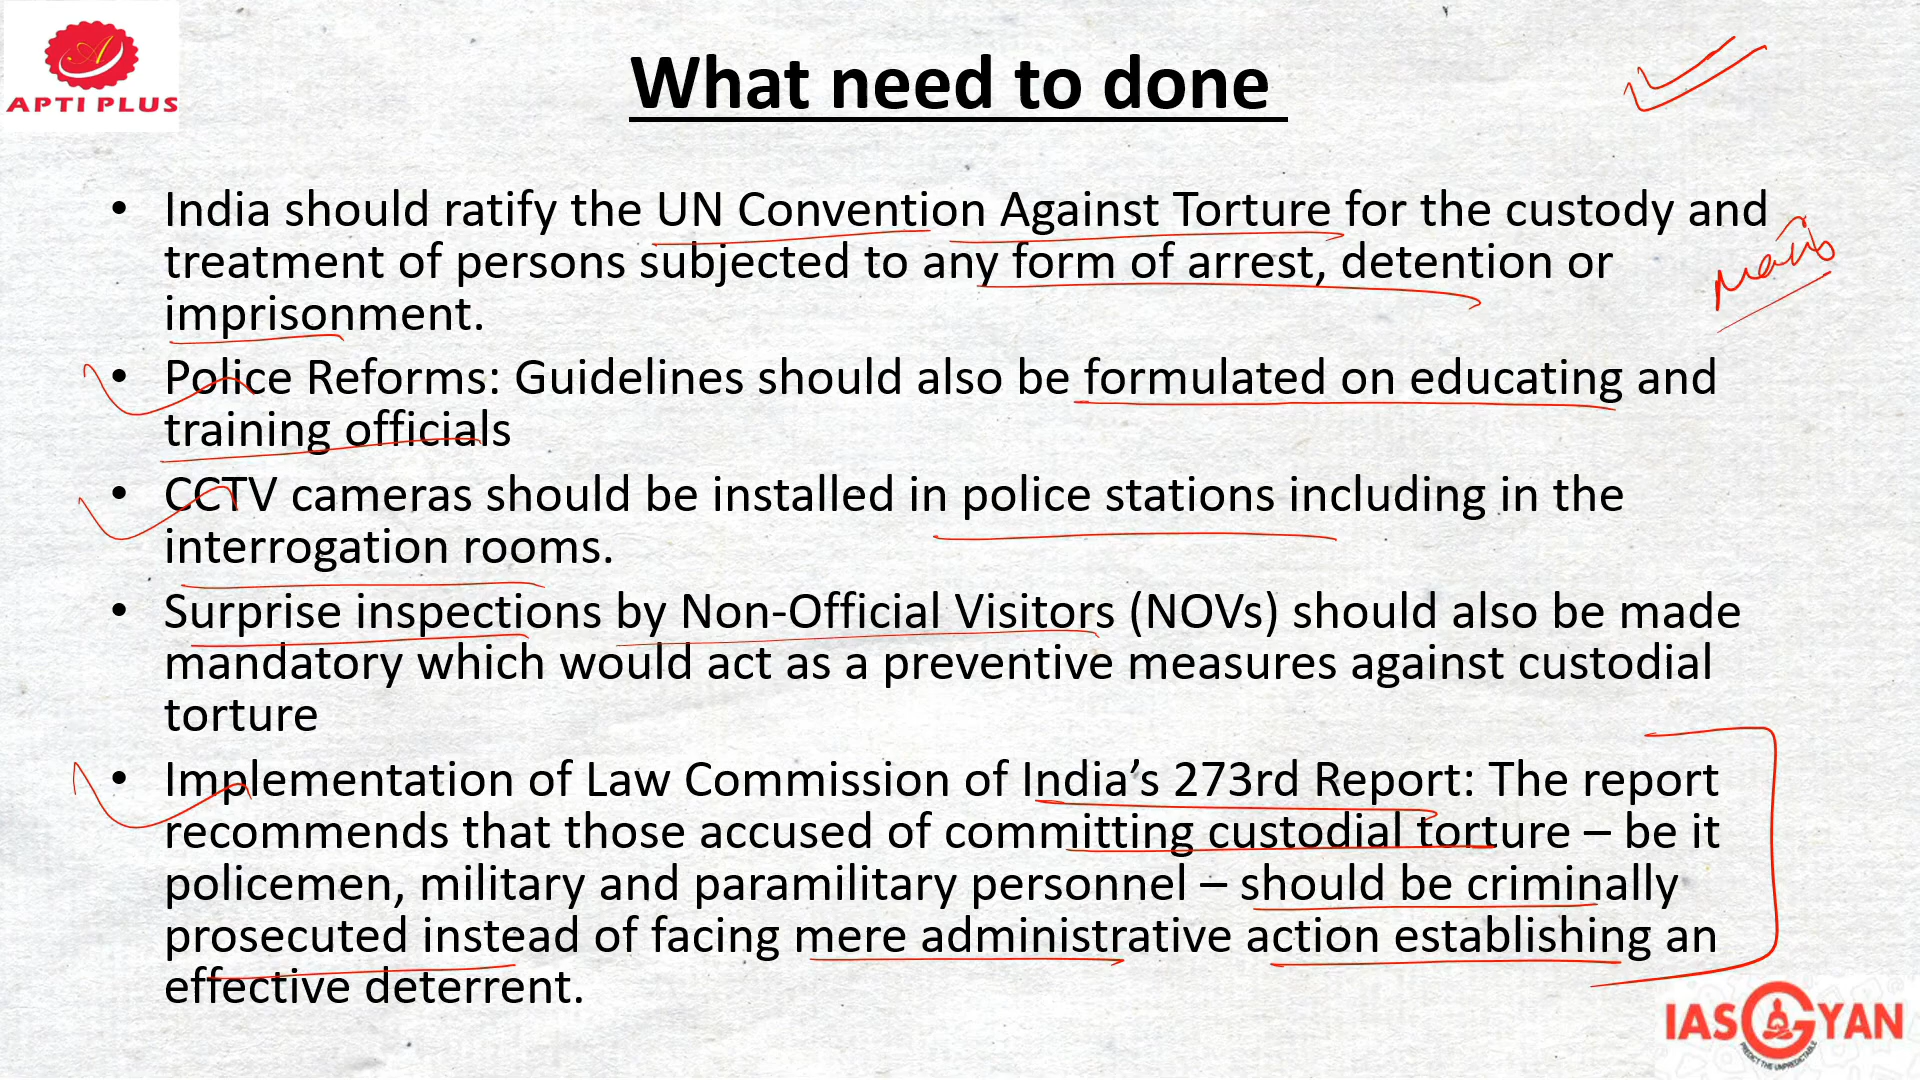 APTI PLUS
What need to done
• India should ratify the UN Convention Against Torture for the custody and
treatment of persons subjected to any form of arrest, detention or
imprisonment.
• Police Reforms: Guidelines should also be formulated on educating and
training officials
• CCTV cameras should be installed in police stations including in the
interrogation rooms.
• Surprise inspections by Non-Official Visitors (NOVs) should also be made
mandatory which would act as a preventive measures against custodial
torture
• Implementation of Law Commission of India’s 273rd Report: The report
recommends that those accused of committing custodial torture – be it
policemen, military and paramilitary personnel – should be criminally
prosecuted instead of facing mere administrative action establishing an
effective deterrent.
IAS GYAN
PREDICT THE UNPREDICTABLE